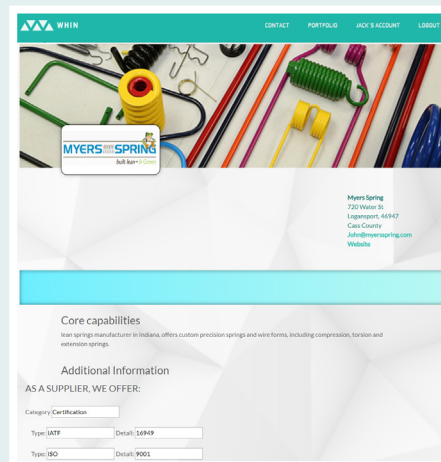 WHIN CONTACT PORTFOLIO JACK'S ACCOUNT LOGOUT
MYERS SPRING
built lean • & Green
Myers Spring
720 Water St
Logansport, 46947
Cass County
John@myersspring.com
Website
Core capabilities
lean springs manufacturer in Indiana, offers custom precision springs and wire forms, including compression, torsion and
extension springs.
Additional Information
AS A SUPPLIER, WE OFFER:
Category Certification
Type: IATF Detail: 16949
Type: ISO Detail: 9001